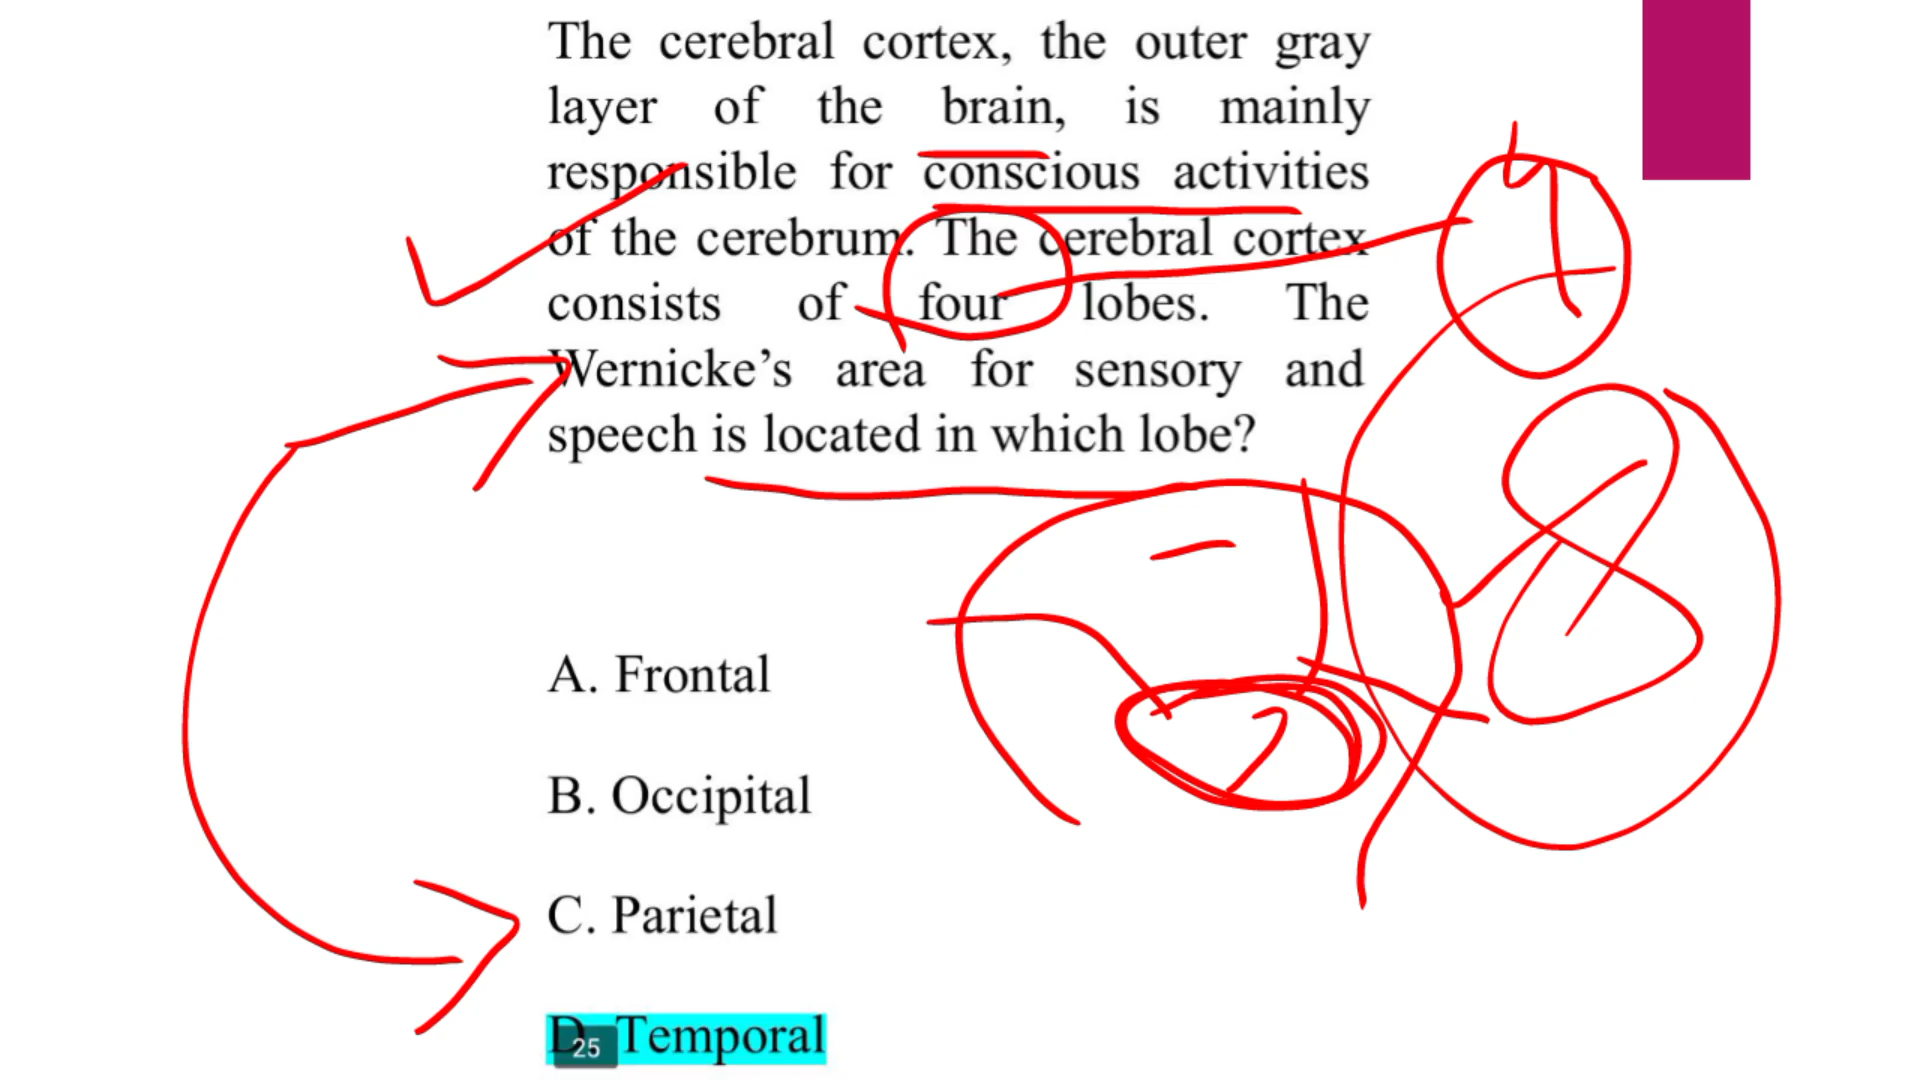 The cerebral cortex, the outer gray
layer of the brain, is mainly
responsible for conscious activities
of the cerebrum. The cerebral cortex
consists of four lobes. The
Wernicke’s area for sensory and
speech is located in which lobe?
A. Frontal
B. Occipital
C. Parietal
D. Temporal
25